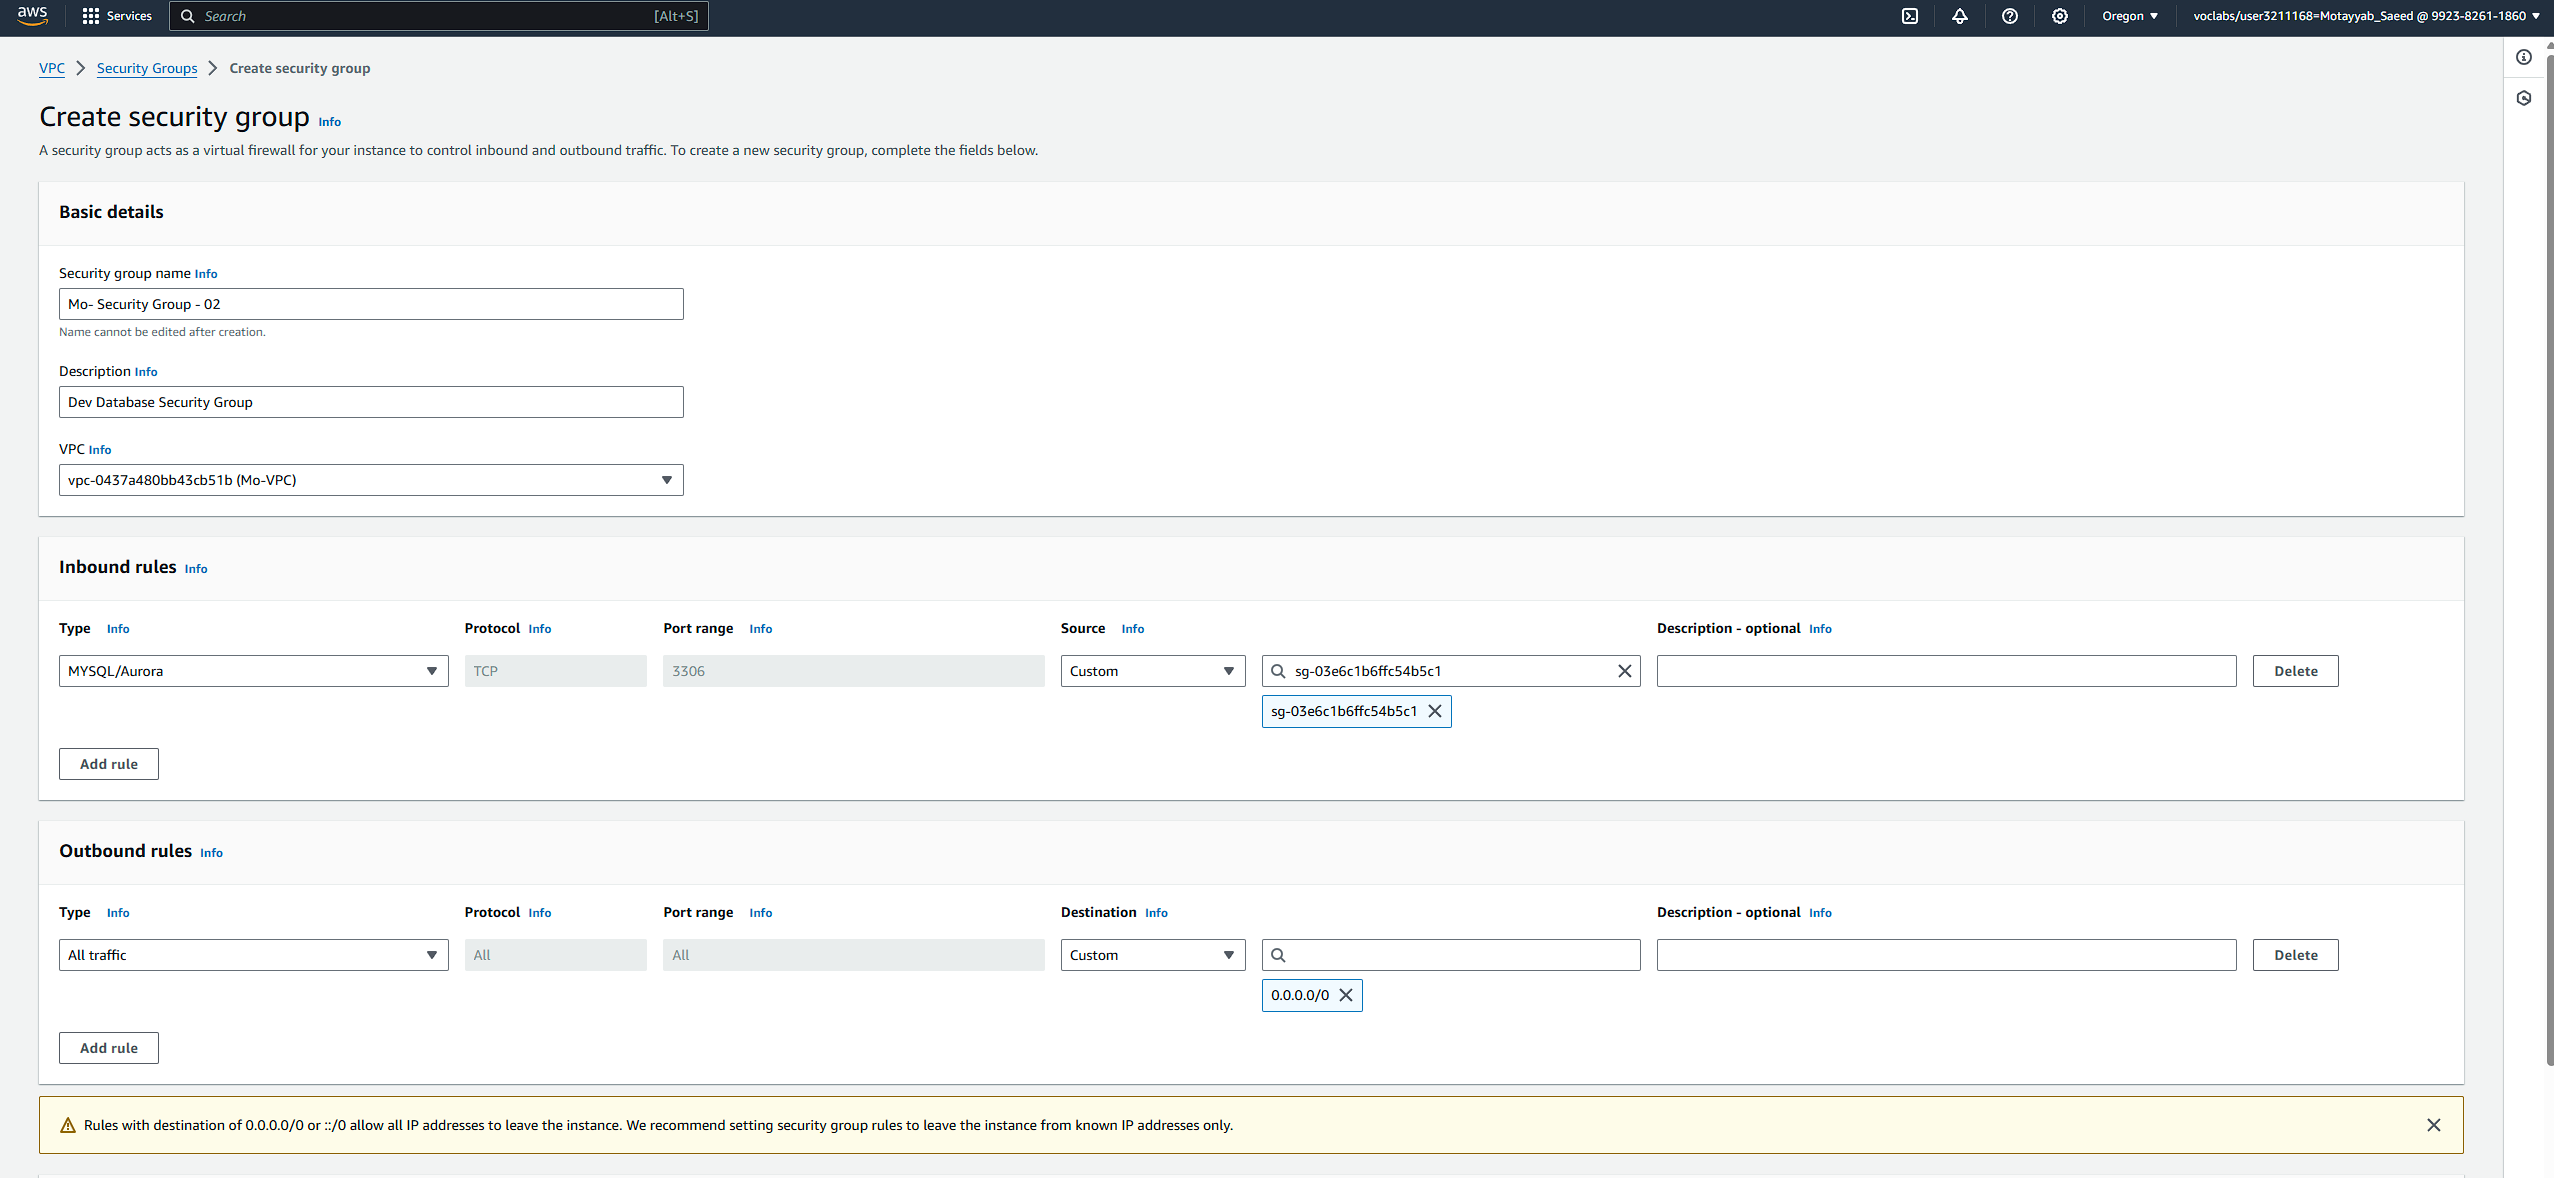 aws Services Search [Alt+S] Oregon voclabs/user3211168=Motayyab_Saeed @ 9923-8261-1860
VPC Security Groups Create security group
Create security group Info
A security group acts as a virtual firewall for your instance to control inbound and outbound traffic. To create a new security group, complete the fields below.
Basic details
Security group name Info
Mo- Security Group - 02
Name cannot be edited after creation.
Description Info
Dev Database Security Group
VPC Info
vpc-0437a480bb43cb51b (Mo-VPC)
Inbound rules Info
Type Info Protocol Info Port range Info Source Info Description - optional Info
MYSQL/Aurora TCP 3306 Custom sg-03e6c1b6ffc54b5c1 Delete
sg-03e6c1b6ffc54b5c1
Add rule
Outbound rules Info
Type Info Protocol Info Port range Info Destination Info Description - optional Info
All traffic All All Custom Delete
0.0.0.0/0
Add rule
Rules with destination of 0.0.0.0/0 or ::/0 allow all IP addresses to leave the instance. We recommend setting security group rules to leave the instance from known IP addresses only.